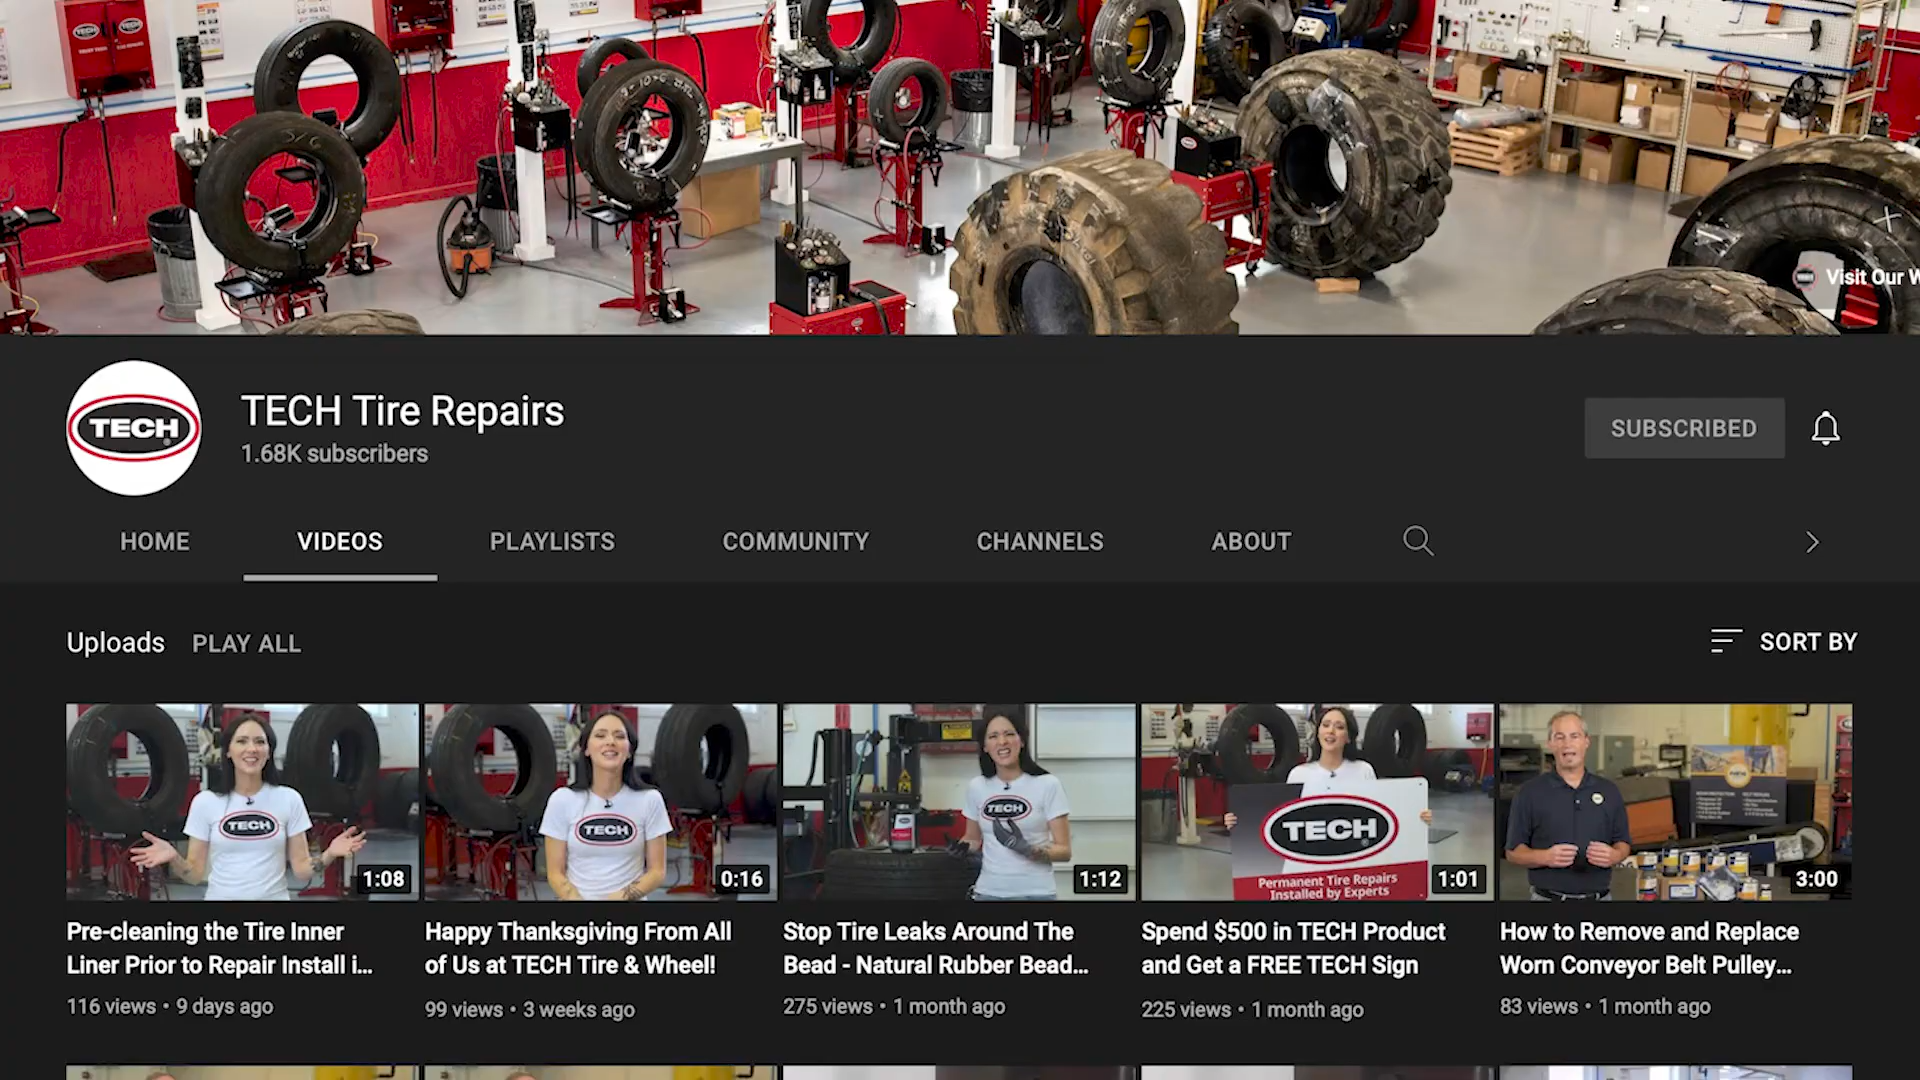 Visit Our W
TECH
TECH Tire Repairs
1.68K subscribers
SUBSCRIBED
HOME
VIDEOS
PLAYLISTS
COMMUNITY
CHANNELS
ABOUT
Uploads
PLAY ALL
SORT BY
TECH
1:08
TECH
0:16
TECH
1:12
TECH
Permanent Tire Repairs
Installed by Experts
1:01
3:00
Pre-cleaning the Tire Inner
Liner Prior to Repair Install i...
116 views • 9 days ago
Happy Thanksgiving From All
of Us at TECH Tire & Wheel!
99 views • 3 weeks ago
Stop Tire Leaks Around The
Bead - Natural Rubber Bead...
275 views • 1 month ago
Spend $500 in TECH Product
and Get a FREE TECH Sign
225 views • 1 month ago
How to Remove and Replace
Worn Conveyor Belt Pulley...
83 views • 1 month ago